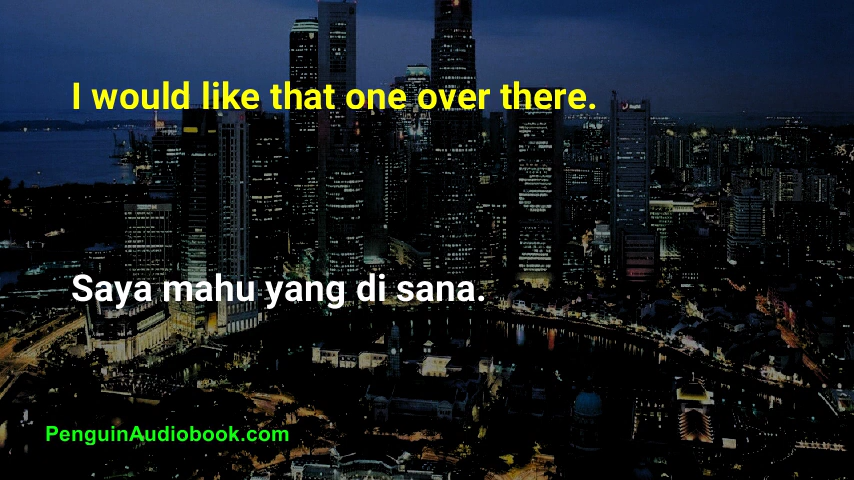 I would like that one over there.
Saya mahu yang di sana.
PenguinAudiobook.com